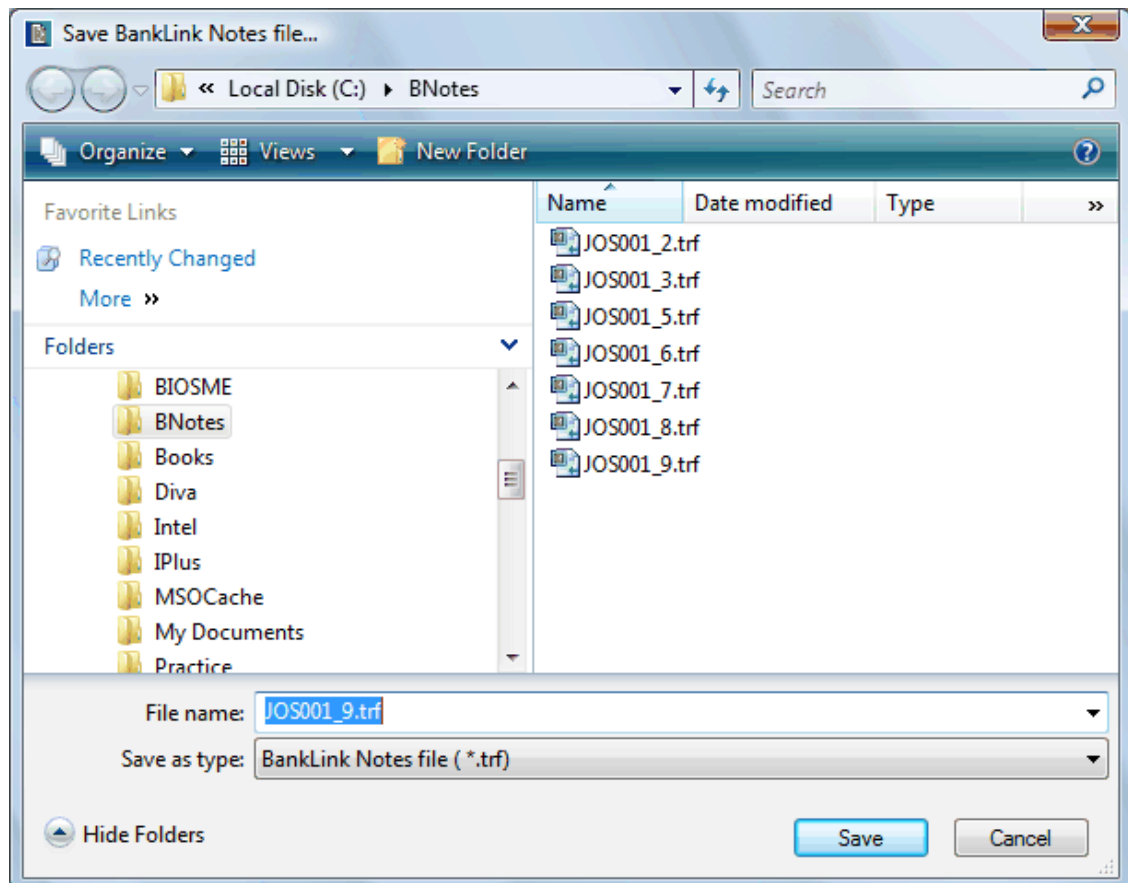 Save BankLink Notes file...
« Local Disk (C:) ▸ BNotes
Search
Organize Views New Folder
Favorite Links
Recently Changed
More »
Folders
BIOSME
BNotes
Books
Diva
Intel
IPlus
MSOCache
My Documents
Practice
Name Date modified Type »
JOS001_2.trf
JOS001_3.trf
JOS001_5.trf
JOS001_6.trf
JOS001_7.trf
JOS001_8.trf
JOS001_9.trf
File name: JOS001_9.trf
Save as type: BankLink Notes file ( *.trf)
Hide Folders Save Cancel